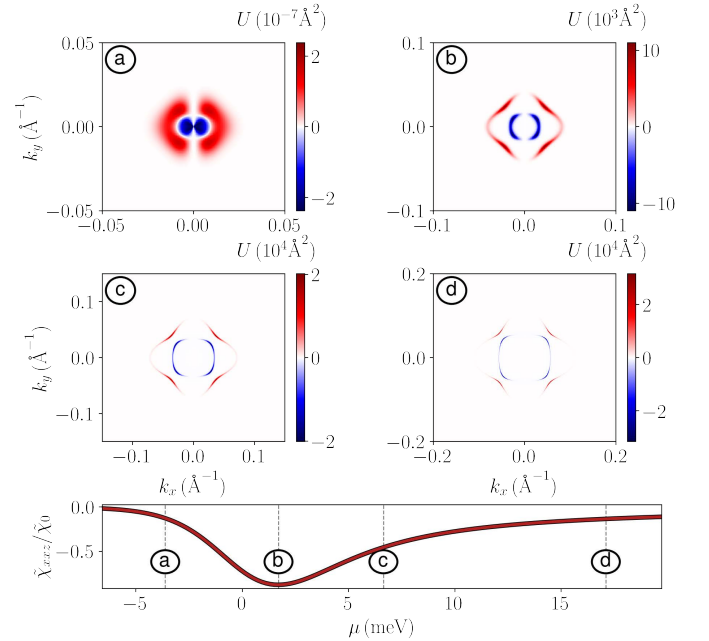 U (10⁻⁷Å²)
U (10³Å²)
a
b
0.05
0.00
−0.05
k_y (Å⁻¹)
−0.05
0.00
0.05
2
0
−2
0.1
0.0
−0.1
−0.1
0.0
0.1
10
0
−10
U (10⁴Å²)
U (10⁴Å²)
c
d
0.1
0.0
−0.1
k_y (Å⁻¹)
−0.1
0.0
0.1
k_x (Å⁻¹)
2
0
−2
0.2
0.0
−0.2
−0.2
0.0
0.2
k_x (Å⁻¹)
2
0
−2
χ̃_xxz/χ̃₀
0.0
−0.5
a
b
c
d
−5
0
5
10
15
μ (meV)